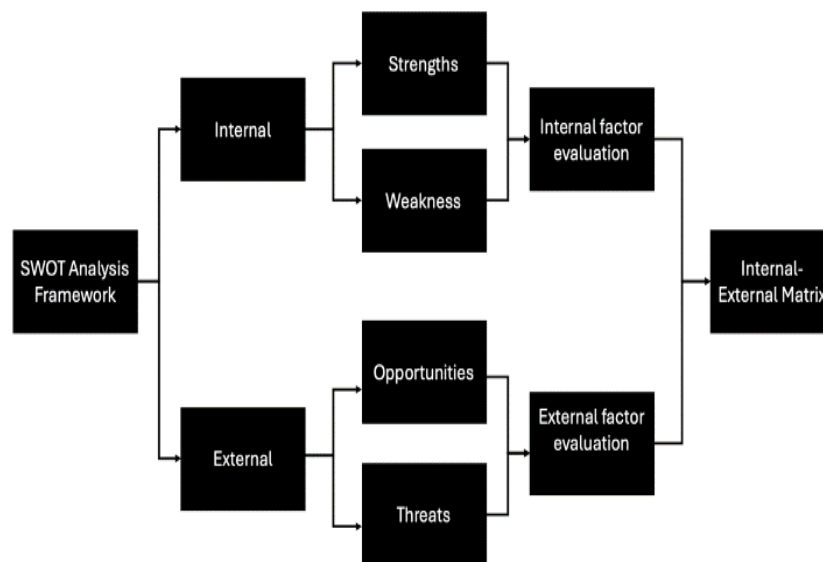 SWOT Analysis
Framework
Internal
External
Strengths
Weakness
Opportunities
Threats
Internal factor
evaluation
External factor
evaluation
Internal-
External Matrix